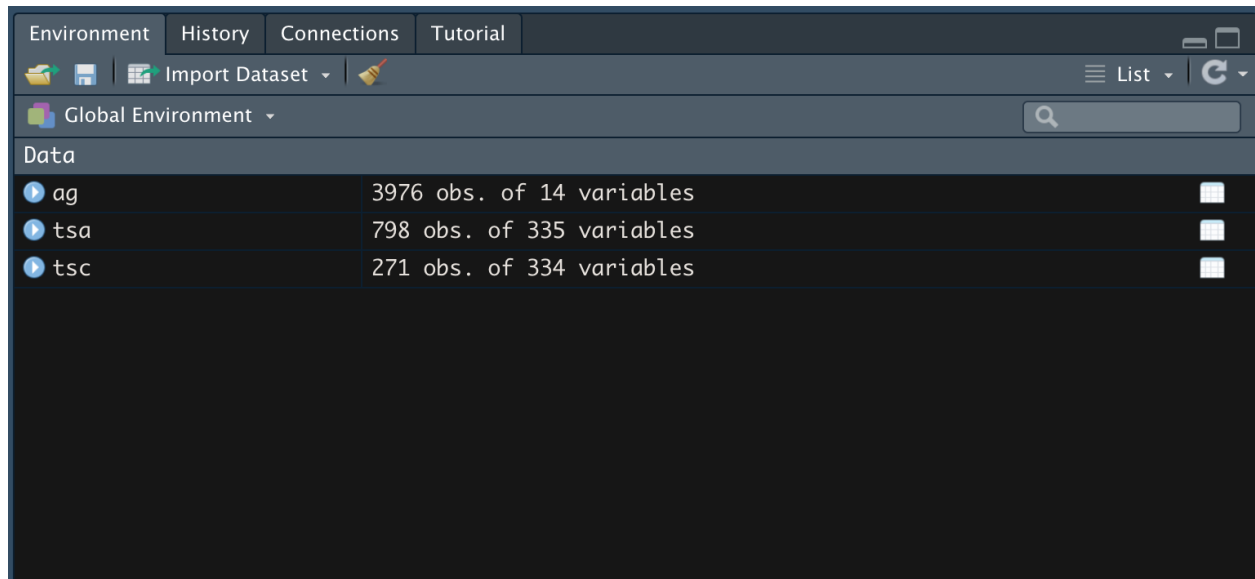 Environment History Connections Tutorial
Import Dataset List
Global Environment
Data
ag 3976 obs. of 14 variables
tsa 798 obs. of 335 variables
tsc 271 obs. of 334 variables